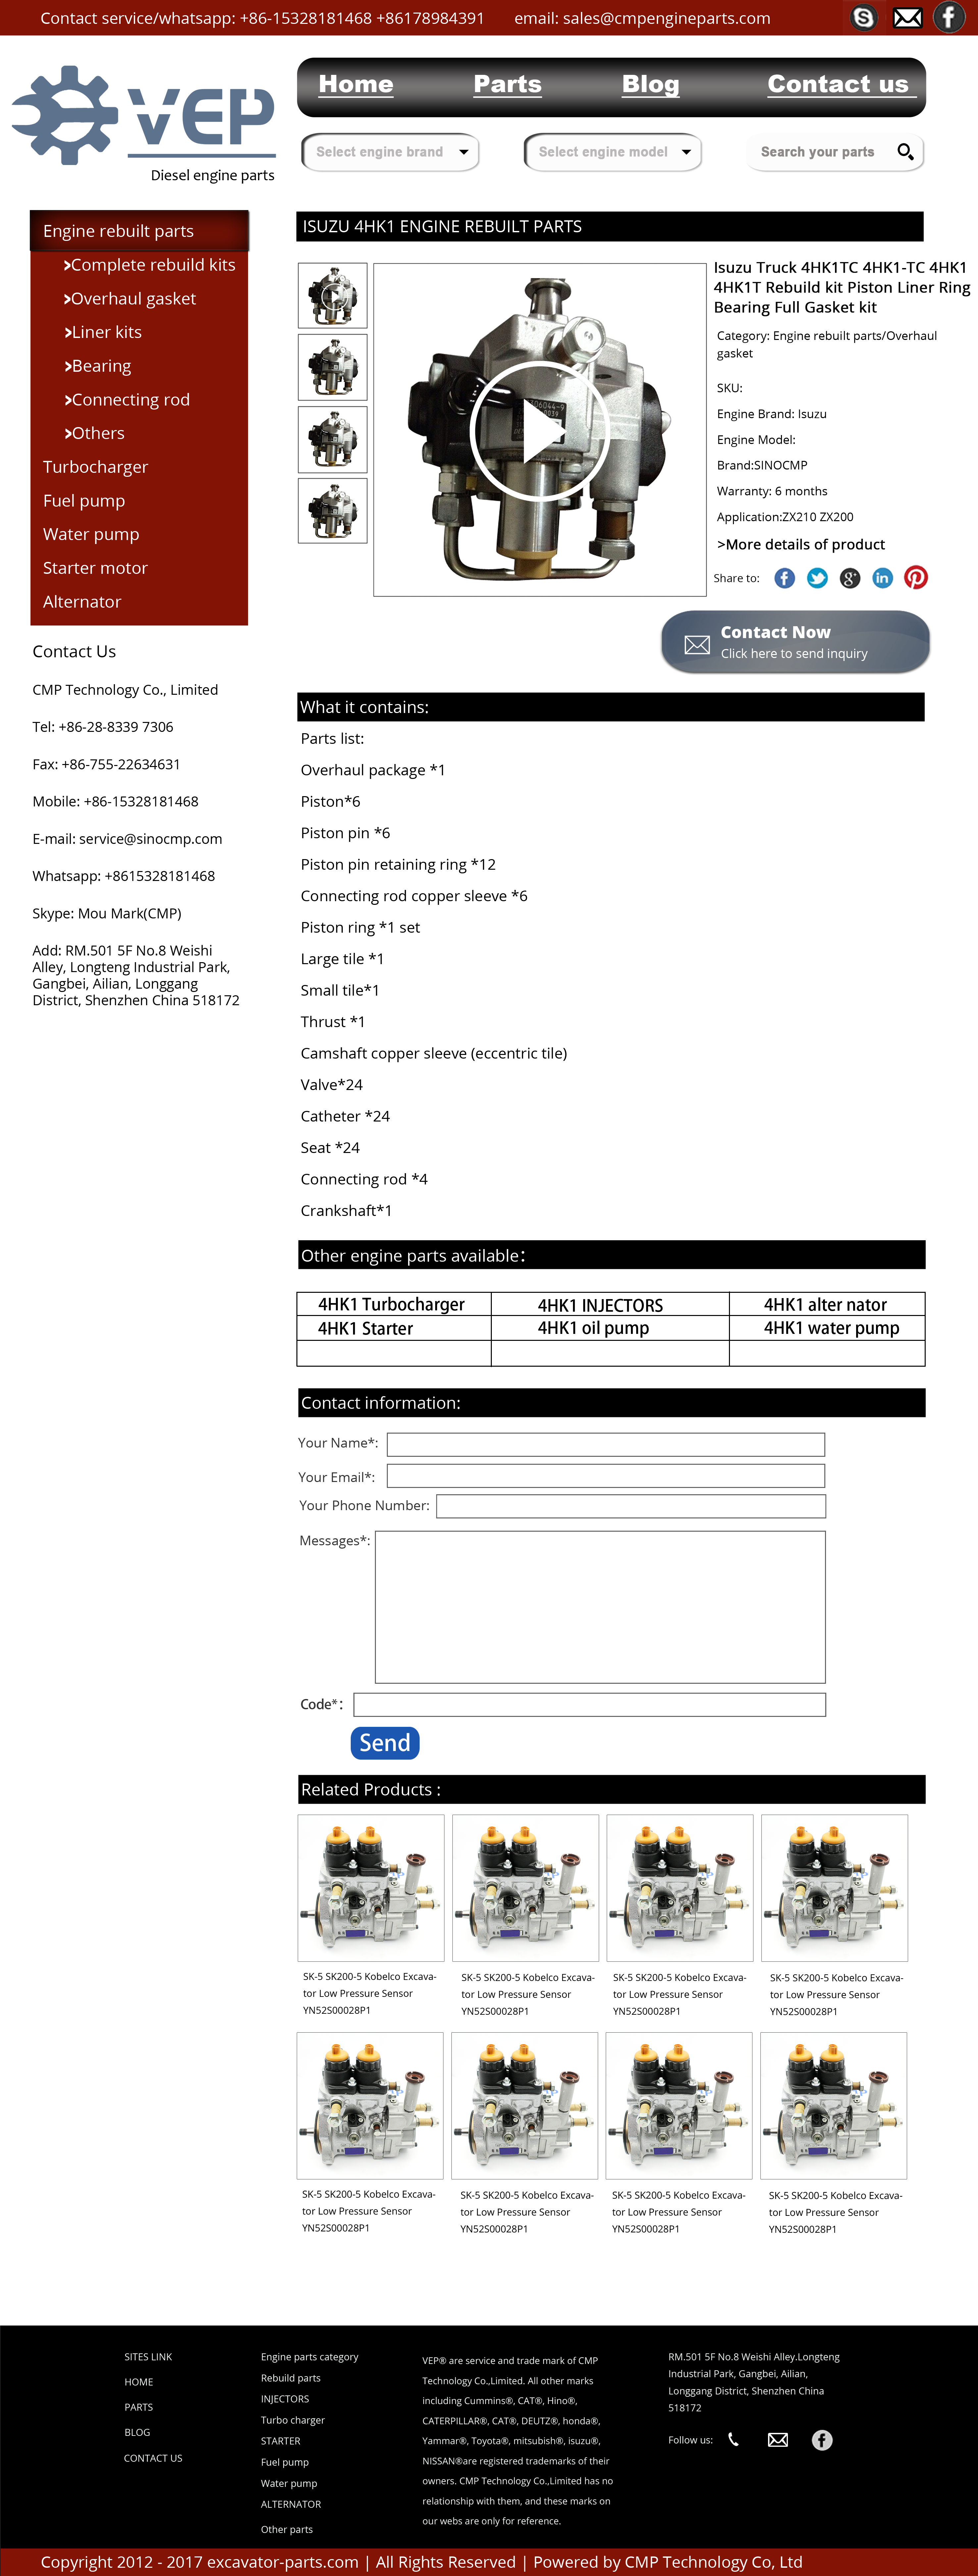 Contact service/whatsapp: +86-15328181468 +86178984391 email: sales@cmpengineparts.com
VEP
Diesel engine parts
Home Parts Blog Contact us
Select engine brand Select engine model Search your parts
Engine rebuilt parts
>Complete rebuild kits
>Overhaul gasket
>Liner kits
>Bearing
>Connecting rod
>Others
Turbocharger
Fuel pump
Water pump
Starter motor
Alternator
Contact Us
CMP Technology Co., Limited
Tel: +86-28-8339 7306
Fax: +86-755-22634631
Mobile: +86-15328181468
E-mail: service@sinocmp.com
Whatsapp: +8615328181468
Skype: Mou Mark(CMP)
Add: RM.501 5F No.8 Weishi
Alley, Longteng Industrial Park,
Gangbei, Ailian, Longgang
District, Shenzhen China 518172
ISUZU 4HK1 ENGINE REBUILT PARTS
Isuzu Truck 4HK1TC 4HK1-TC 4HK1
4HK1T Rebuild kit Piston Liner Ring
Bearing Full Gasket kit
Category: Engine rebuilt parts/Overhaul
gasket
SKU:
Engine Brand: Isuzu
Engine Model:
Brand:SINOCMP
Warranty: 6 months
Application:ZX210 ZX200
>More details of product
Share to:
Contact Now
Click here to send inquiry
What it contains:
Parts list:
Overhaul package *1
Piston*6
Piston pin *6
Piston pin retaining ring *12
Connecting rod copper sleeve *6
Piston ring *1 set
Large tile *1
Small tile*1
Thrust *1
Camshaft copper sleeve (eccentric tile)
Valve*24
Catheter *24
Seat *24
Connecting rod *4
Crankshaft*1
Other engine parts available：
4HK1 Turbocharger 4HK1 INJECTORS 4HK1 alter nator
4HK1 Starter 4HK1 oil pump 4HK1 water pump
Contact information:
Your Name*:
Your Email*:
Your Phone Number:
Messages*:
Code*:
Send
Related Products :
SK-5 SK200-5 Kobelco Excava-
tor Low Pressure Sensor
YN52S00028P1
SK-5 SK200-5 Kobelco Excava-
tor Low Pressure Sensor
YN52S00028P1
SK-5 SK200-5 Kobelco Excava-
tor Low Pressure Sensor
YN52S00028P1
SK-5 SK200-5 Kobelco Excava-
tor Low Pressure Sensor
YN52S00028P1
SK-5 SK200-5 Kobelco Excava-
tor Low Pressure Sensor
YN52S00028P1
SK-5 SK200-5 Kobelco Excava-
tor Low Pressure Sensor
YN52S00028P1
SK-5 SK200-5 Kobelco Excava-
tor Low Pressure Sensor
YN52S00028P1
SK-5 SK200-5 Kobelco Excava-
tor Low Pressure Sensor
YN52S00028P1
SITES LINK
HOME
PARTS
BLOG
CONTACT US
Engine parts category
Rebuild parts
INJECTORS
Turbo charger
STARTER
Fuel pump
Water pump
ALTERNATOR
Other parts
VEP® are service and trade mark of CMP
Technology Co.,Limited. All other marks
including Cummins®, CAT®, Hino®,
CATERPILLAR®, CAT®, DEUTZ®, honda®,
Yammar®, Toyota®, mitsubish®, isuzu®,
NISSAN®are registered trademarks of their
owners. CMP Technology Co.,Limited has no
relationship with them, and these marks on
our webs are only for reference.
RM.501 5F No.8 Weishi Alley.Longteng
Industrial Park, Gangbei, Ailian,
Longgang District, Shenzhen China
518172
Follow us:
Copyright 2012 - 2017 excavator-parts.com | All Rights Reserved | Powered by CMP Technology Co, Ltd